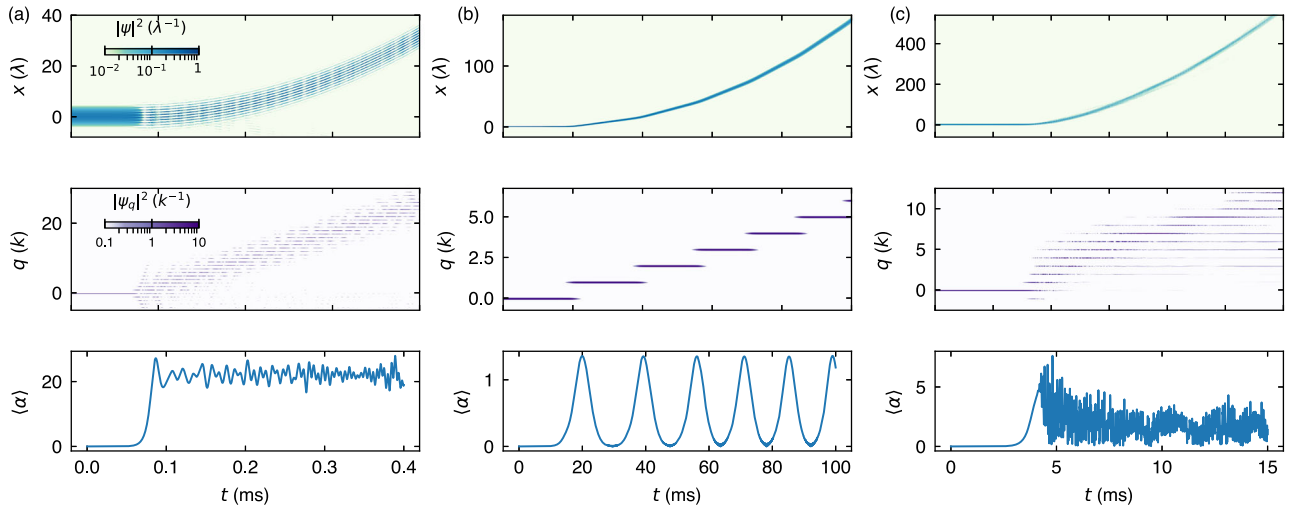 (a) (b) (c)
|ψ|² (λ⁻¹)
10⁻² 10⁻¹ 1
x (λ) 40 20 0
x (λ) 100 0
x (λ) 400 200 0
|ψ_q|² (k⁻¹)
0.1 1 10
q (k) 20 0
q (k) 5.0 2.5 0.0
q (k) 10 5 0
⟨α⟩ 20 0
⟨α⟩ 1 0
⟨α⟩ 5 0
0.0 0.1 0.2 0.3 0.4
0 20 40 60 80 100
0 5 10 15
t (ms) t (ms) t (ms)